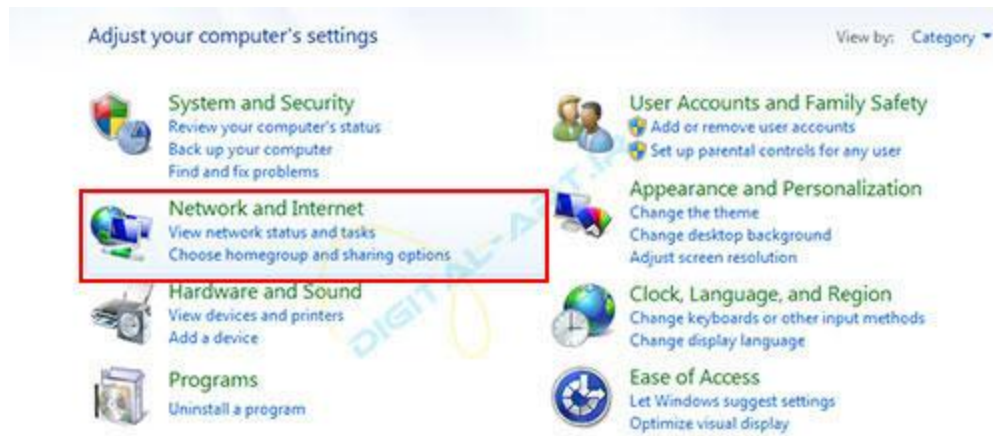 Adjust your computer's settings
View by: Category
System and Security
Review your computer's status
Back up your computer
Find and fix problems
Network and Internet
View network status and tasks
Choose homegroup and sharing options
Hardware and Sound
View devices and printers
Add a device
Programs
Uninstall a program
User Accounts and Family Safety
Add or remove user accounts
Set up parental controls for any user
Appearance and Personalization
Change the theme
Change desktop background
Adjust screen resolution
Clock, Language, and Region
Change keyboards or other input methods
Change display language
Ease of Access
Let Windows suggest settings
Optimize visual display
DIGITAL-ART.IR